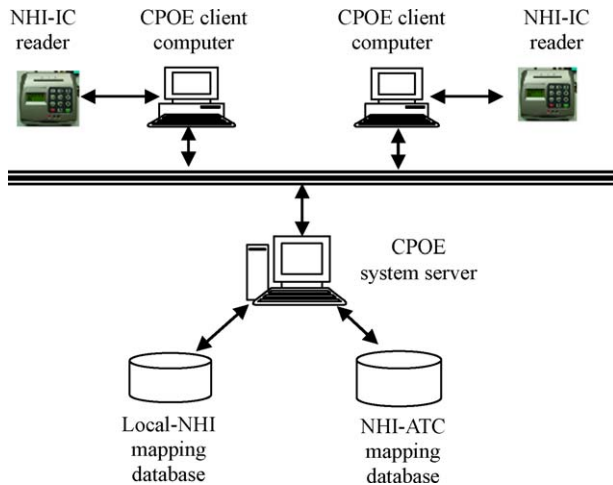 NHI-IC
reader
CPOE client
computer
CPOE client
computer
NHI-IC
reader
CPOE
system server
Local-NHI
mapping
database
NHI-ATC
mapping
database